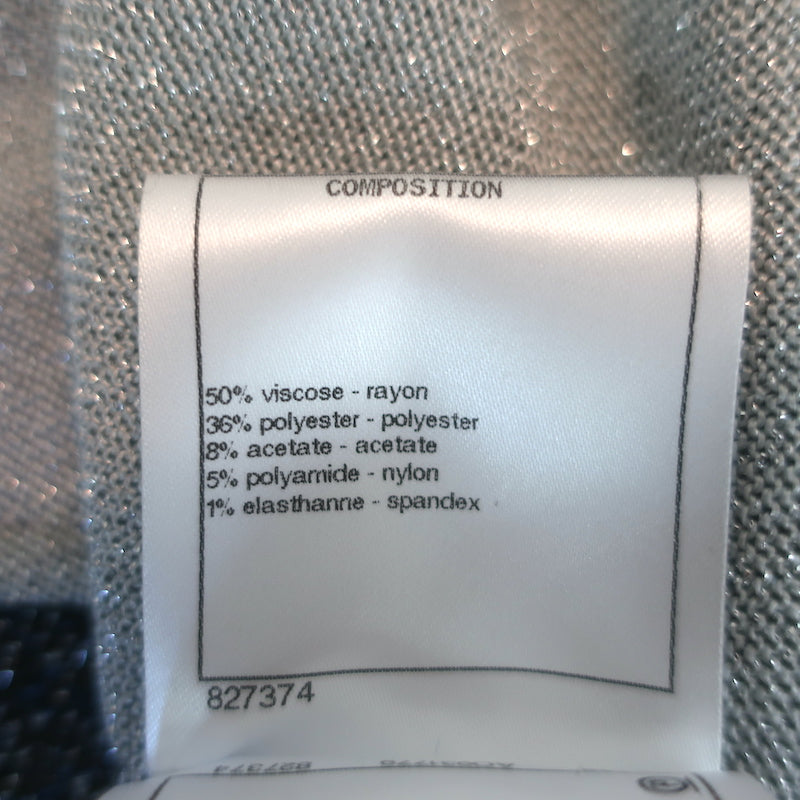 COMPOSITION
50% viscose - rayon
36% polyester - polyester
8% acetate - acetate
5% polyamide - nylon
1% elasthanne - spandex
827374